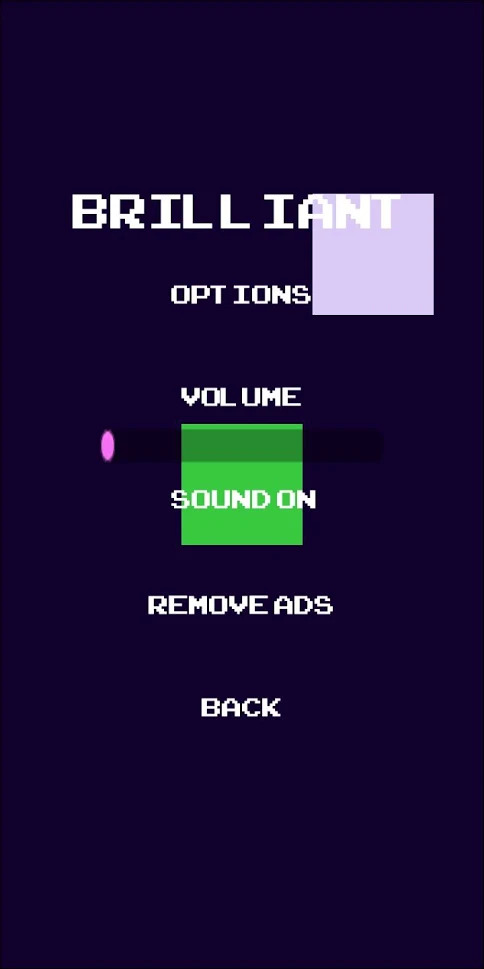 BRILLIANT
OPTIONS
VOLUME
SOUND ON
REMOVE ADS
BACK